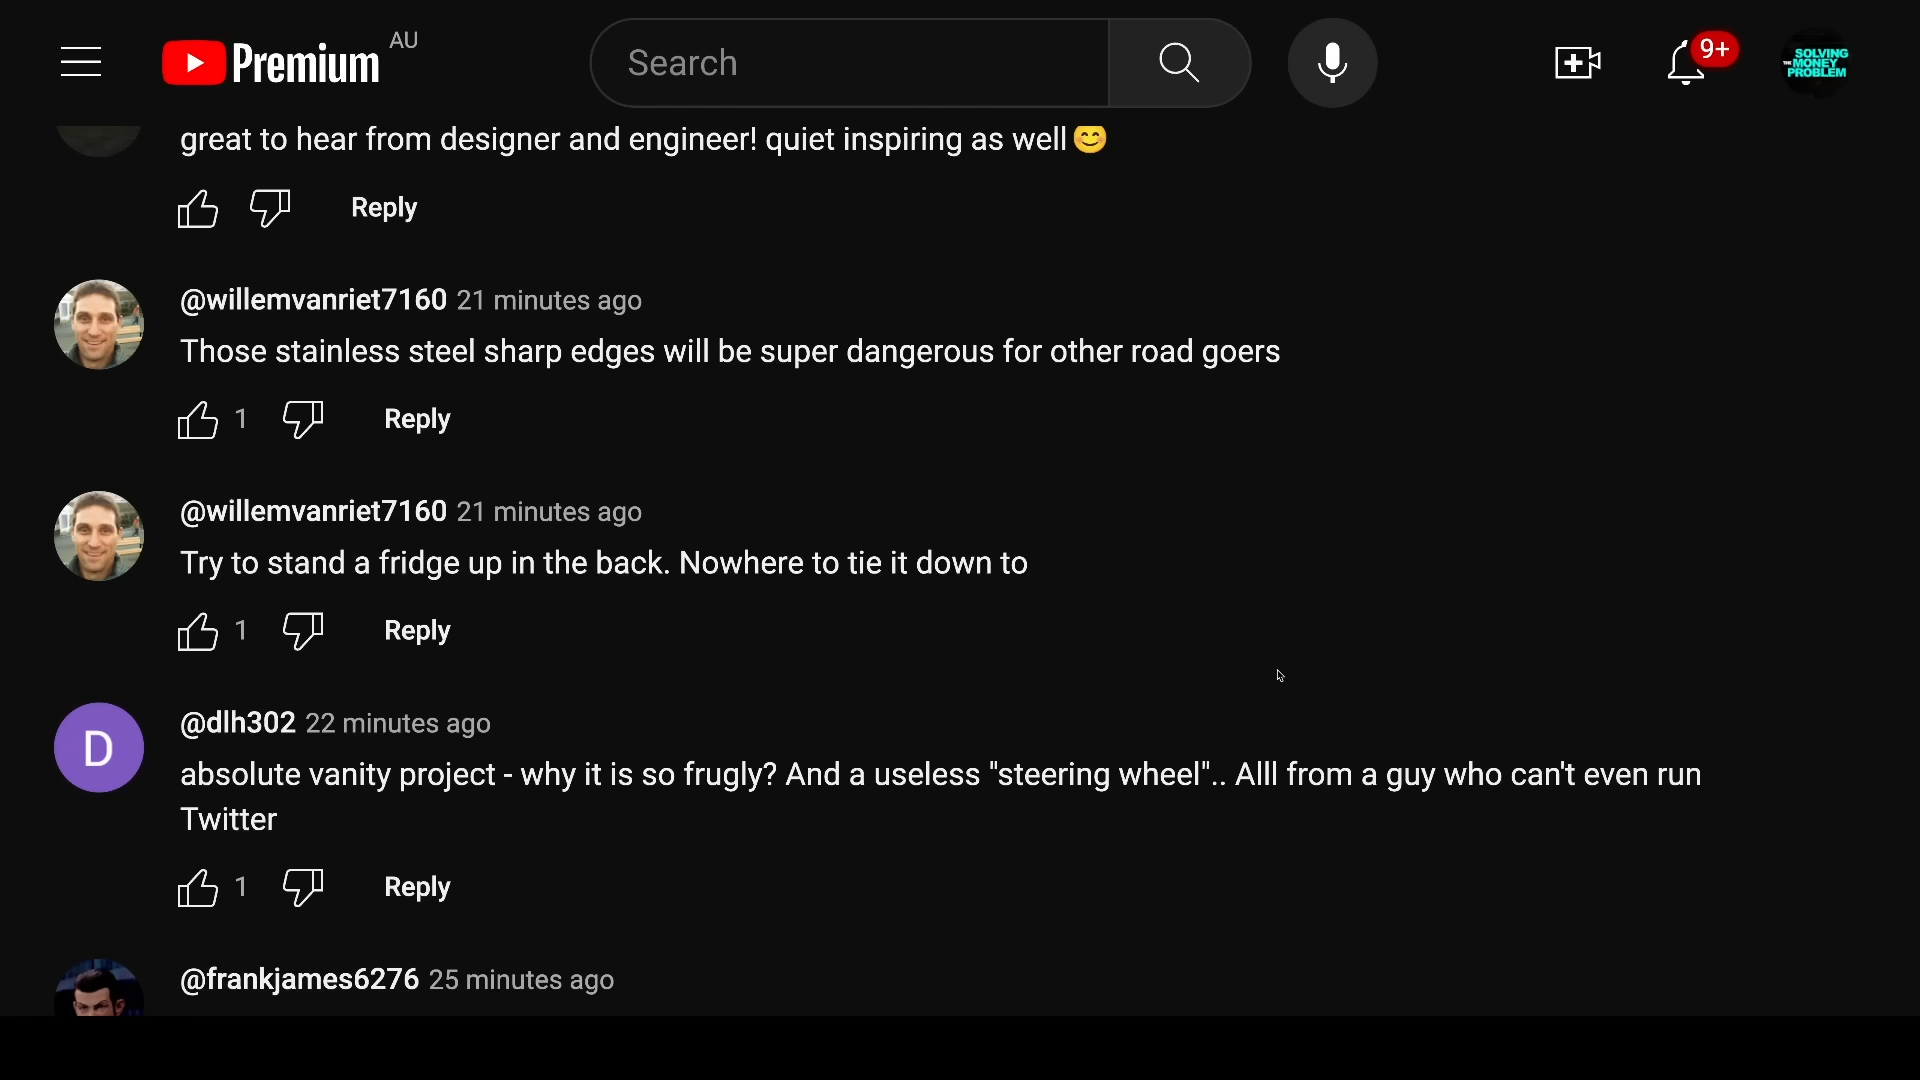 Premium AU
Search
9+
SOLVING
THE MONEY
PROBLEM
great to hear from designer and engineer! quiet inspiring as well😊
Reply
@willemvanriet7160 21 minutes ago
Those stainless steel sharp edges will be super dangerous for other road goers
1 Reply
@willemvanriet7160 21 minutes ago
Try to stand a fridge up in the back. Nowhere to tie it down to
1 Reply
D
@dlh302 22 minutes ago
absolute vanity project - why it is so frugly? And a useless "steering wheel".. Alll from a guy who can't even run
Twitter
1 Reply
@frankjames6276 25 minutes ago